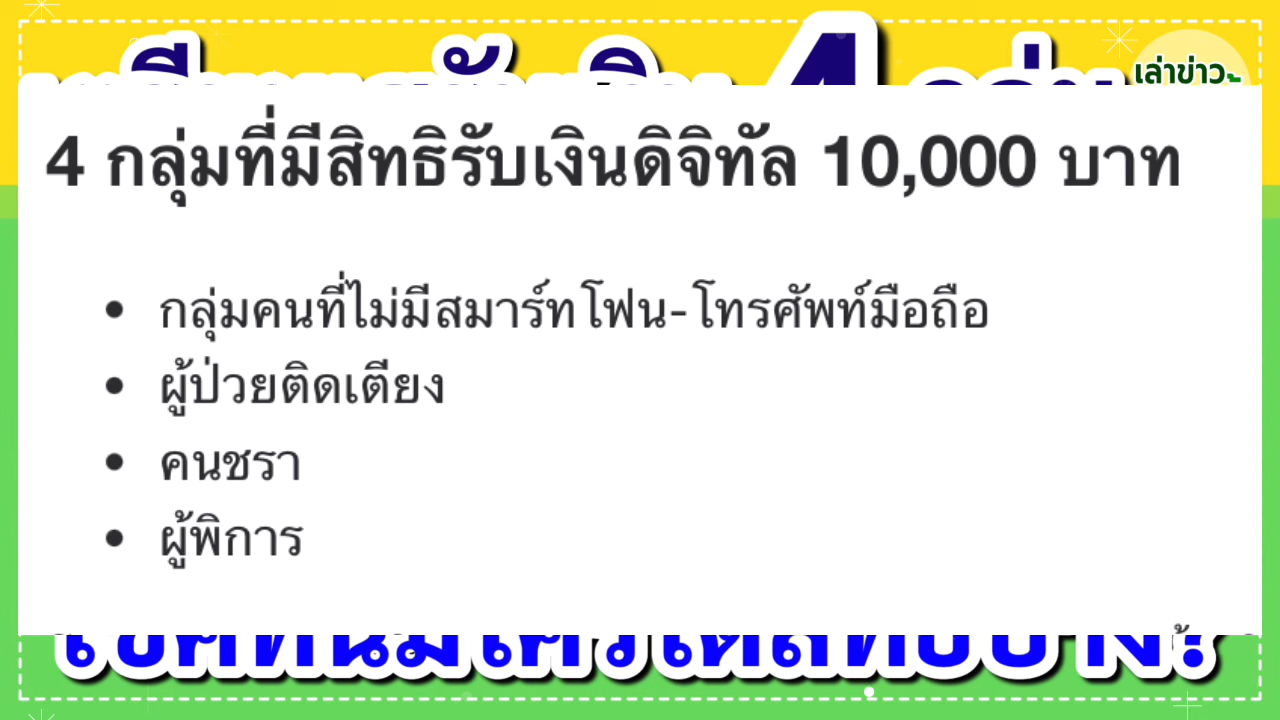 เล่าข่าว
4 กลุ่มที่มีสิทธิรับเงินดิจิทัล 10,000 บาท
• กลุ่มคนที่ไม่มีสมาร์ทโฟน-โทรศัพท์มือถือ
• ผู้ป่วยติดเตียง
• คนชรา
• ผู้พิการ